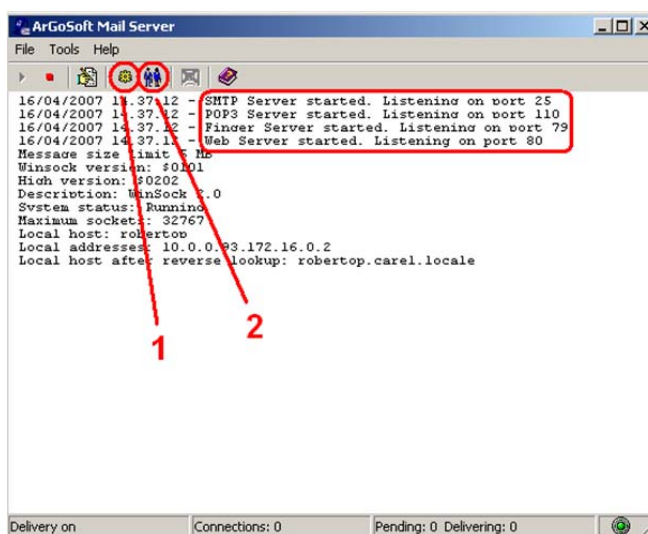 ArGoSoft Mail Server
File Tools Help
16/04/2007 14.37.12 - SMTP Server started. Listening on port 25
16/04/2007 14.37.12 - POP3 Server started. Listening on port 110
16/04/2007 14.37.12 - Finger Server started. Listening on port 79
16/04/2007 14.37.12 - Web Server started. Listening on port 80
Message size limit 5 MB
Winsock version: $0101
High version: $0202
Description: WinSock 2.0
System status: Running
Maximum sockets: 32767
Local host: robertop
Local addresses: 10.0.0.93.172.16.0.2
Local host after reverse lookup: robertop.carel.locale
1
2
Delivery on Connections: 0 Pending: 0 Delivering: 0